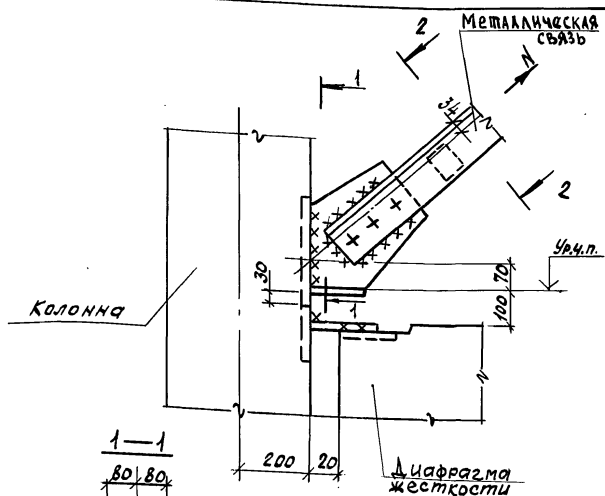 Металлическая
связь
2
N
1
34
2
Ур.ч.п.
30
70
Колонна
1
100
1—1
200
20
80
80
Диафрагма
жесткости